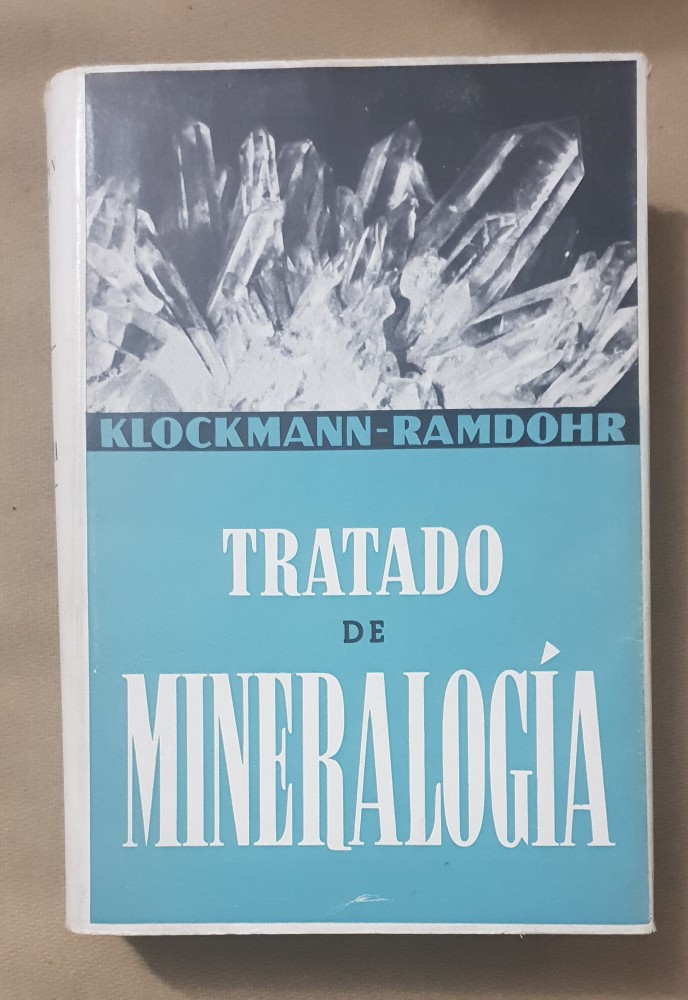 KLOCKMANN-RAMDOHR
TRATADO
DE
MINERALOGÍA